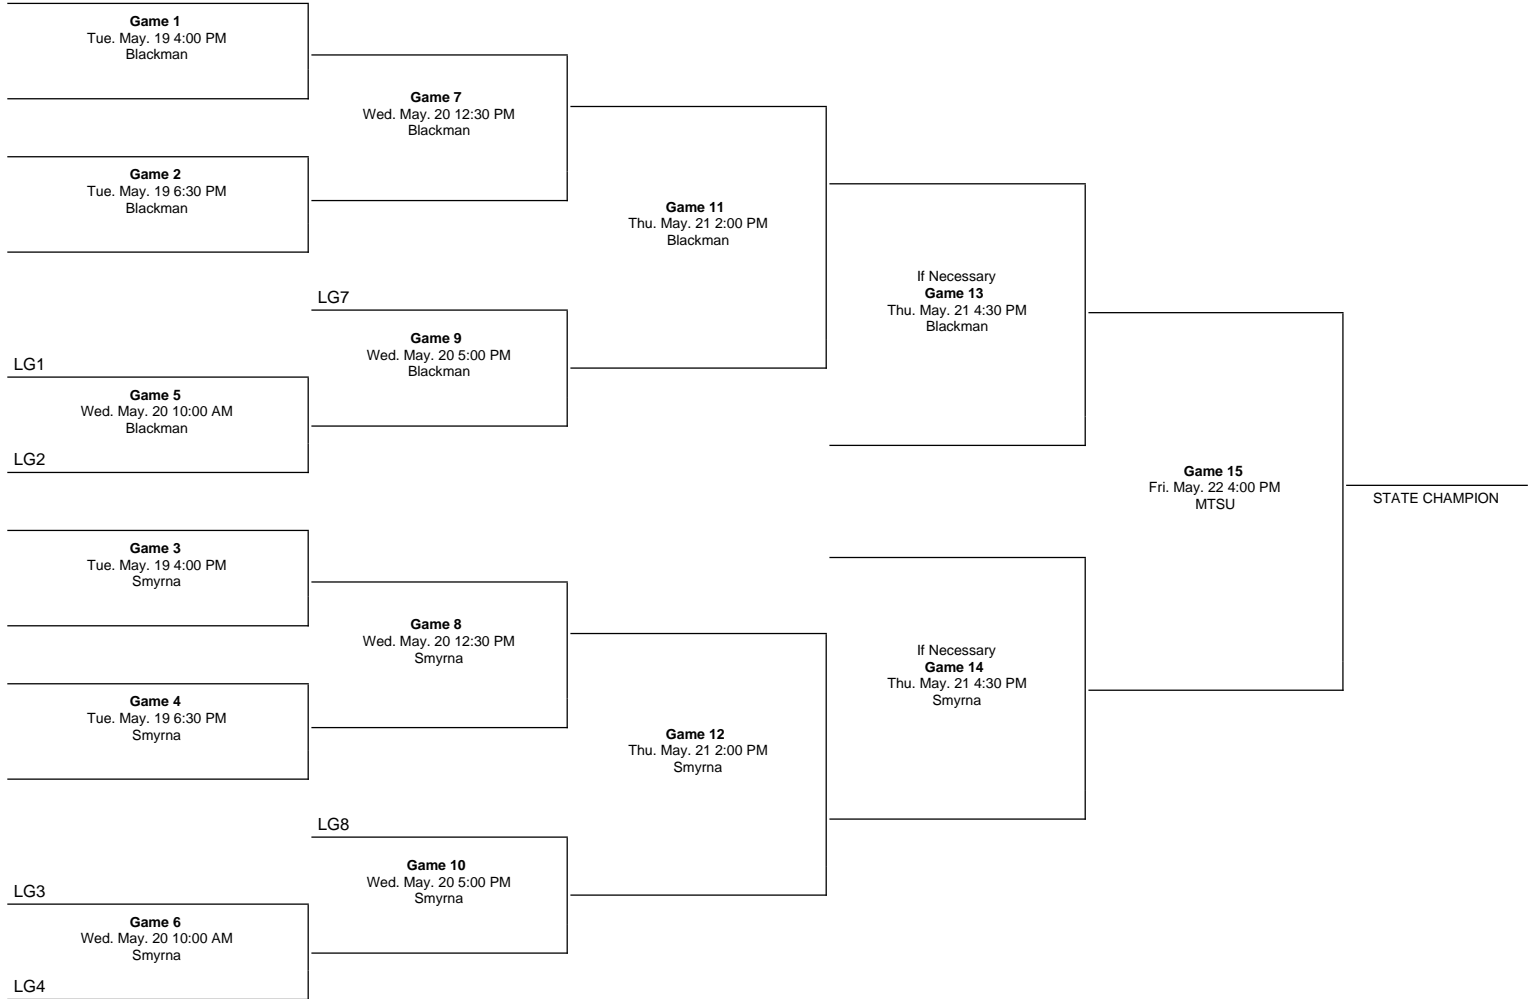 Game 1
Tue. May. 19 4:00 PM
Blackman
Game 7
Wed. May. 20 12:30 PM
Blackman
Game 2
Tue. May. 19 6:30 PM
Blackman
Game 11
Thu. May. 21 2:00 PM
Blackman
If Necessary
Game 13
Thu. May. 21 4:30 PM
Blackman
LG7
Game 9
Wed. May. 20 5:00 PM
Blackman
LG1
Game 5
Wed. May. 20 10:00 AM
Blackman
LG2
Game 15
Fri. May. 22 4:00 PM
MTSU
STATE CHAMPION
Game 3
Tue. May. 19 4:00 PM
Smyrna
Game 8
Wed. May. 20 12:30 PM
Smyrna
If Necessary
Game 14
Thu. May. 21 4:30 PM
Smyrna
Game 4
Tue. May. 19 6:30 PM
Smyrna
Game 12
Thu. May. 21 2:00 PM
Smyrna
LG8
Game 10
Wed. May. 20 5:00 PM
Smyrna
LG3
Game 6
Wed. May. 20 10:00 AM
Smyrna
LG4